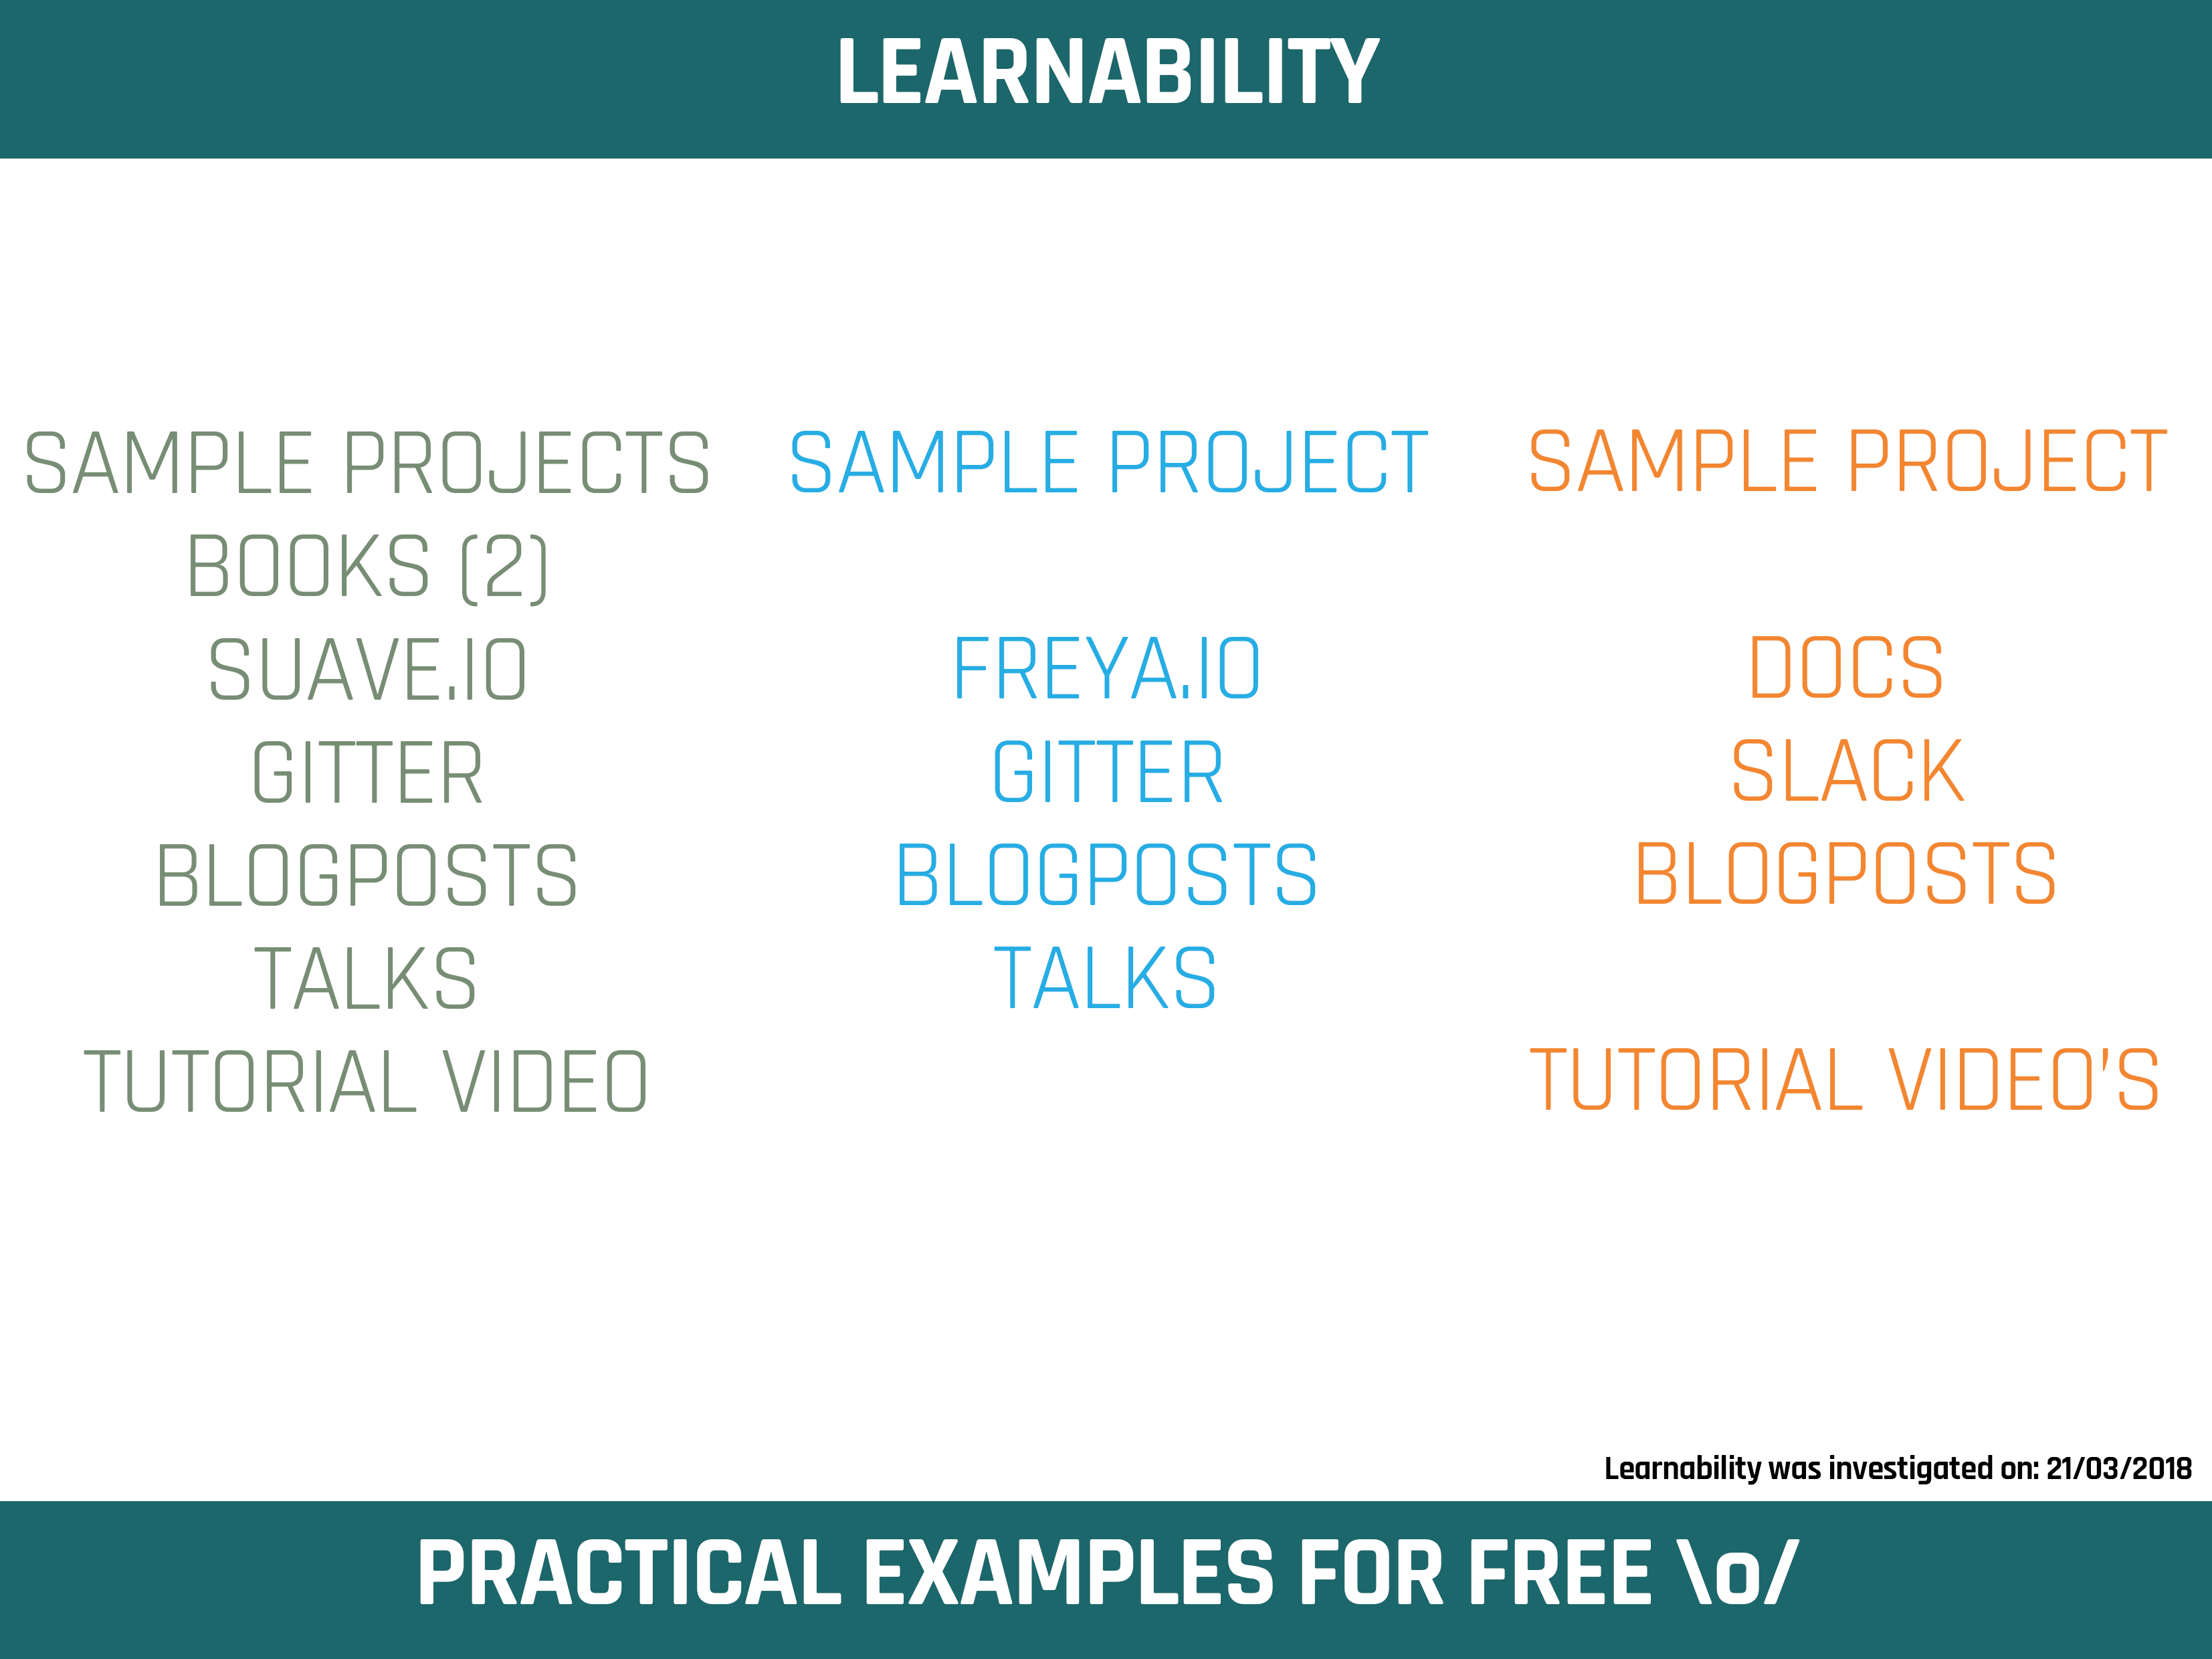 LEARNABILITY
SAMPLE PROJECTS
BOOKS (2)
SUAVE.IO
GITTER
BLOGPOSTS
TALKS
TUTORIAL VIDEO
SAMPLE PROJECT
FREYA.IO
GITTER
BLOGPOSTS
TALKS
SAMPLE PROJECT
DOCS
SLACK
BLOGPOSTS
TUTORIAL VIDEO'S
Learnability was investigated on: 21/03/2018
PRACTICAL EXAMPLES FOR FREE \o/